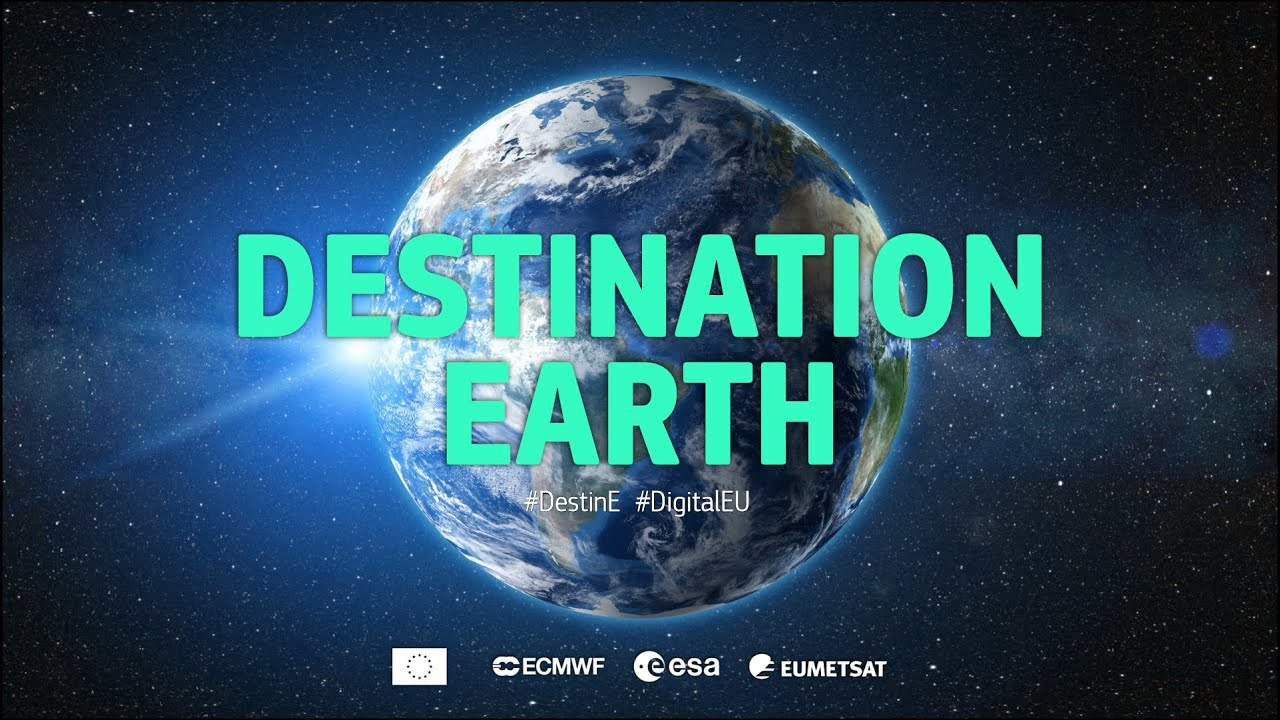 DESTINATION
EARTH
#DestinE #DigitalEU
ECMWF esa EUMETSAT